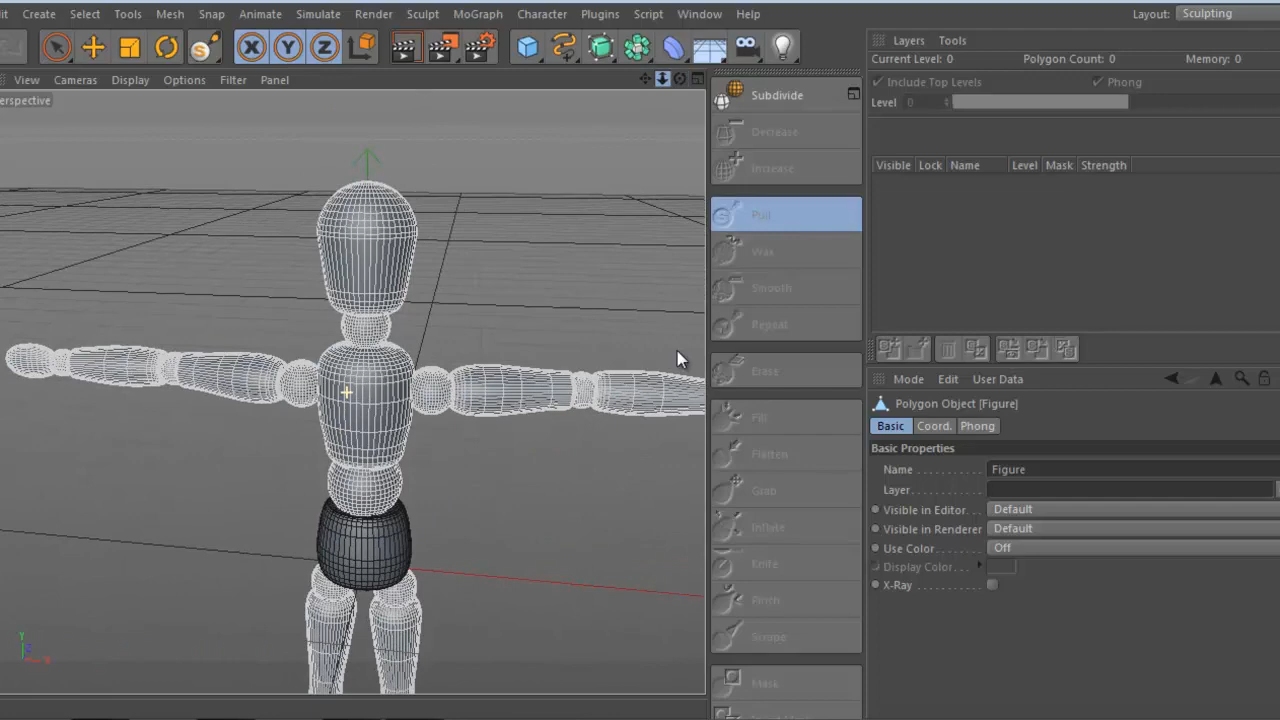 it Create Select Tools Mesh Snap Animate Simulate Render Sculpt MoGraph Character Plugins Script Window Help
Layout: Sculpting
X Y Z
View Cameras Display Options Filter Panel
erspective
Y
Z
X
Subdivide
Decrease
Increase
Pull
Wax
Smooth
Repeat
Erase
Fill
Flatten
Grab
Inflate
Knife
Pinch
Scrape
Mask
Layers Tools
Current Level: 0 Polygon Count: 0 Memory: 0
Include Top Levels Phong
Level 0
Visible Lock Name Level Mask Strength
Mode Edit User Data
Polygon Object [Figure]
Basic Coord. Phong
Basic Properties
Name Figure
Layer
Visible in Editor Default
Visible in Renderer Default
Use Color Off
Display Color
X-Ray